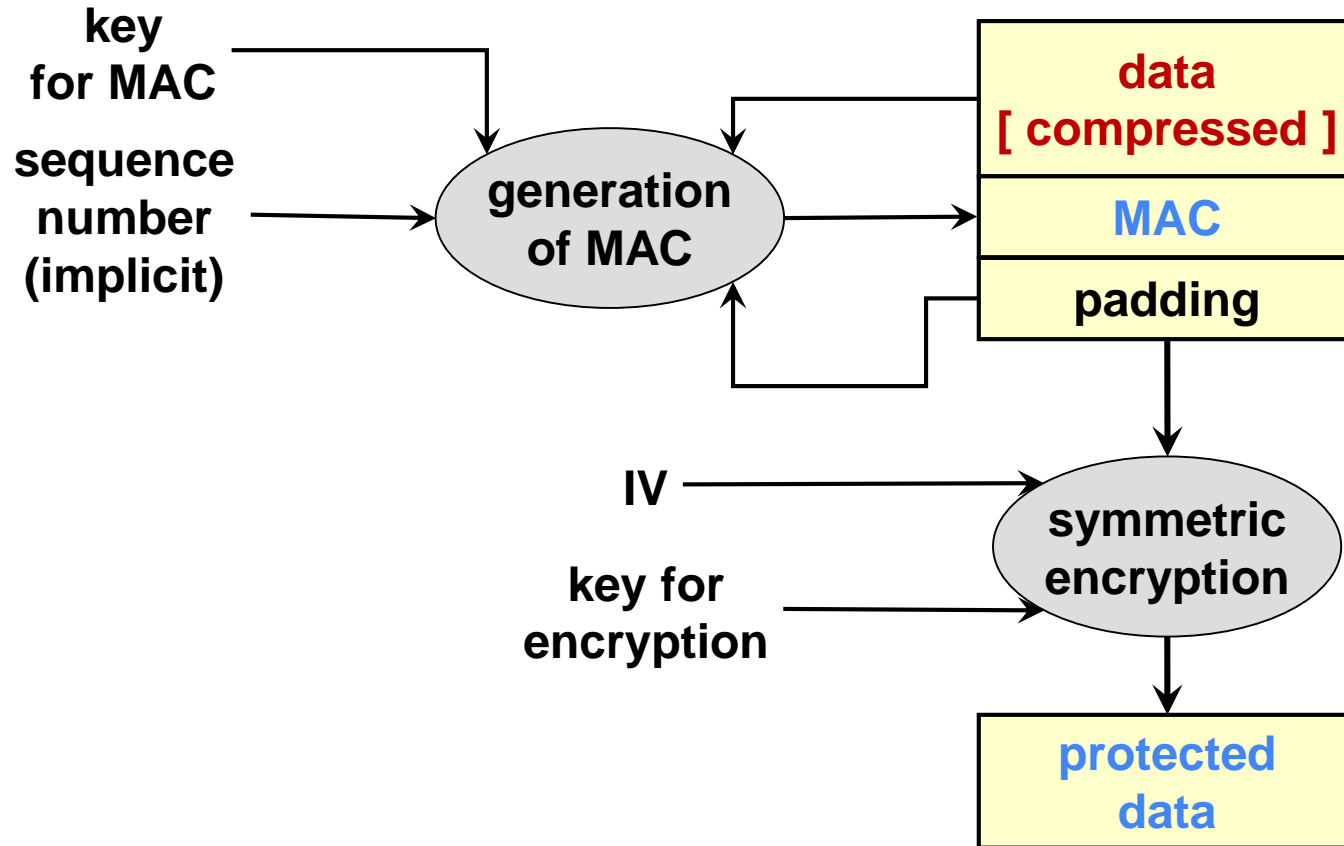 key
for MAC
sequence
number
(implicit)
generation
of MAC
data
[ compressed ]
MAC
padding
IV
key for
encryption
symmetric
encryption
protected
data